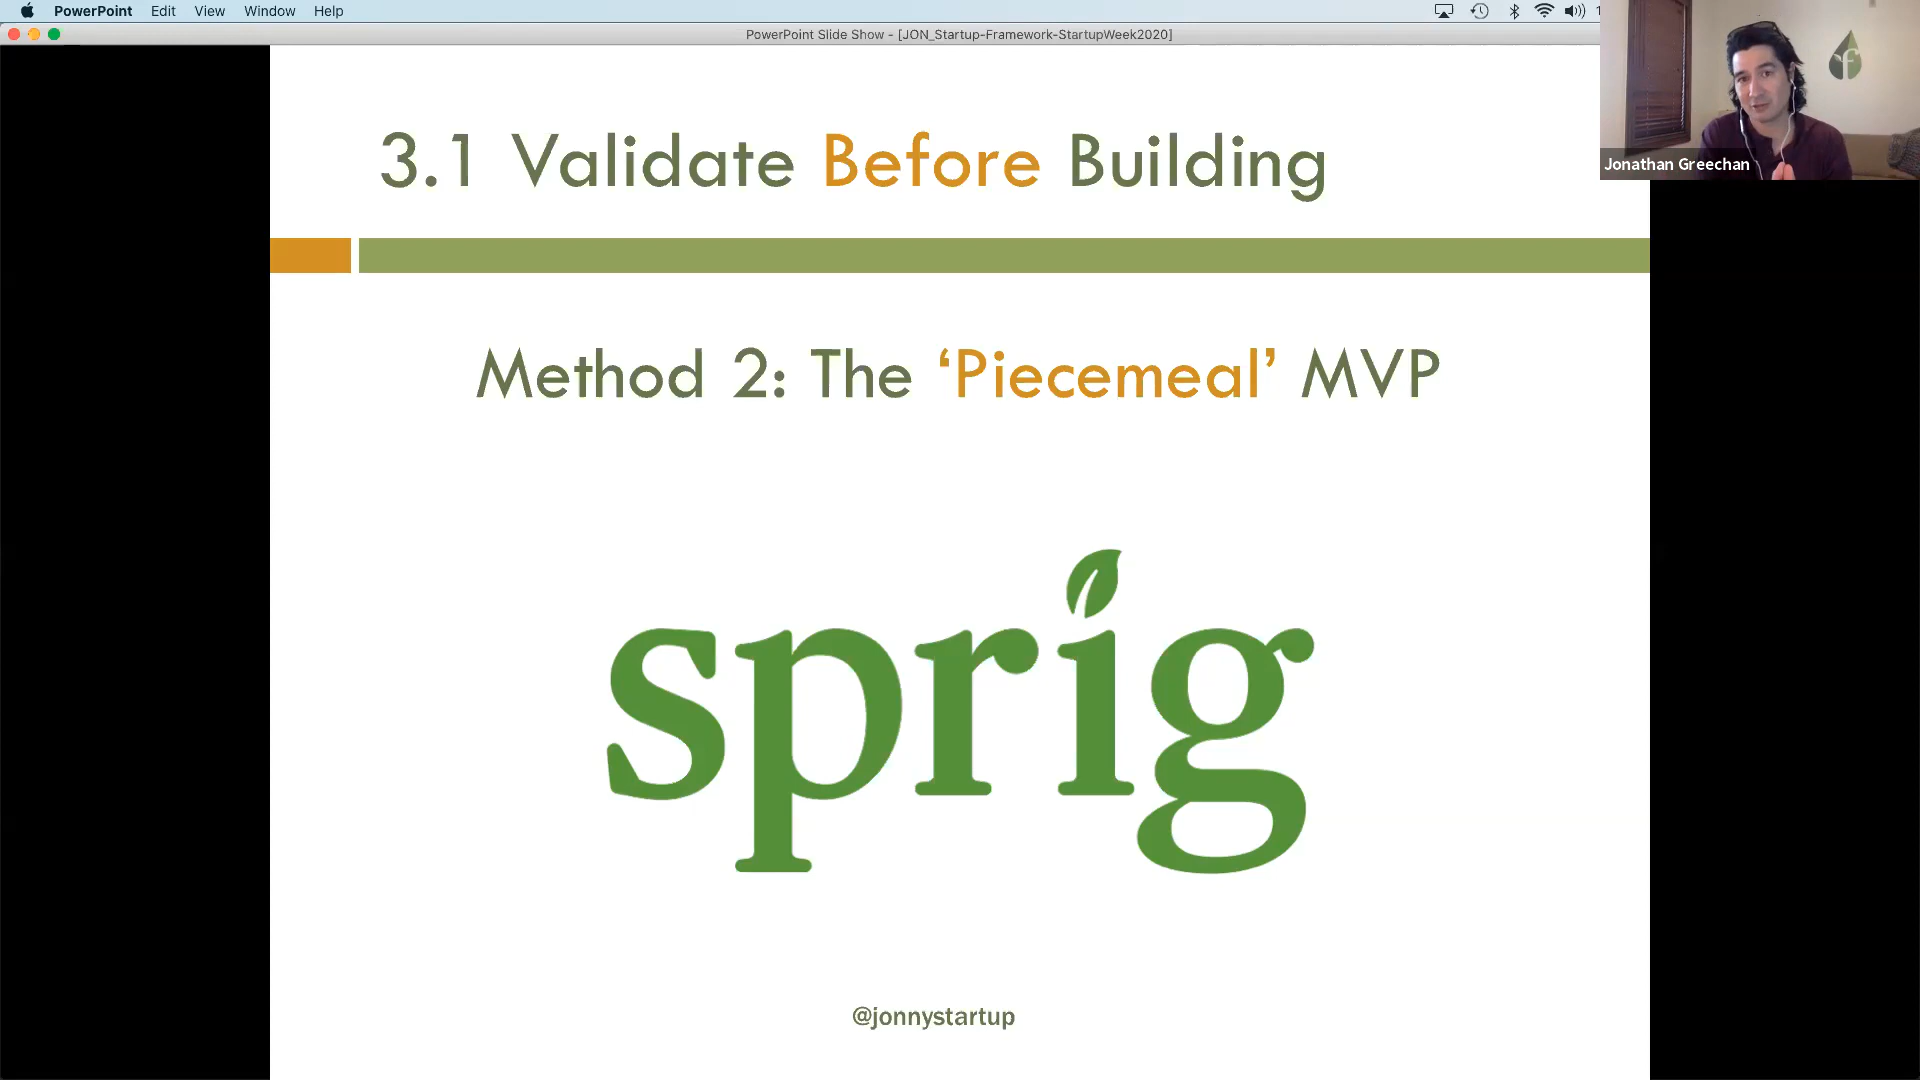 PowerPoint Edit View Window Help
PowerPoint Slide Show - [JON_Startup-Framework-StartupWeek2020]
f
Jonathan Greechan
3.1 Validate Before Building
Method 2: The ‘Piecemeal’ MVP
sprig
@jonnystartup